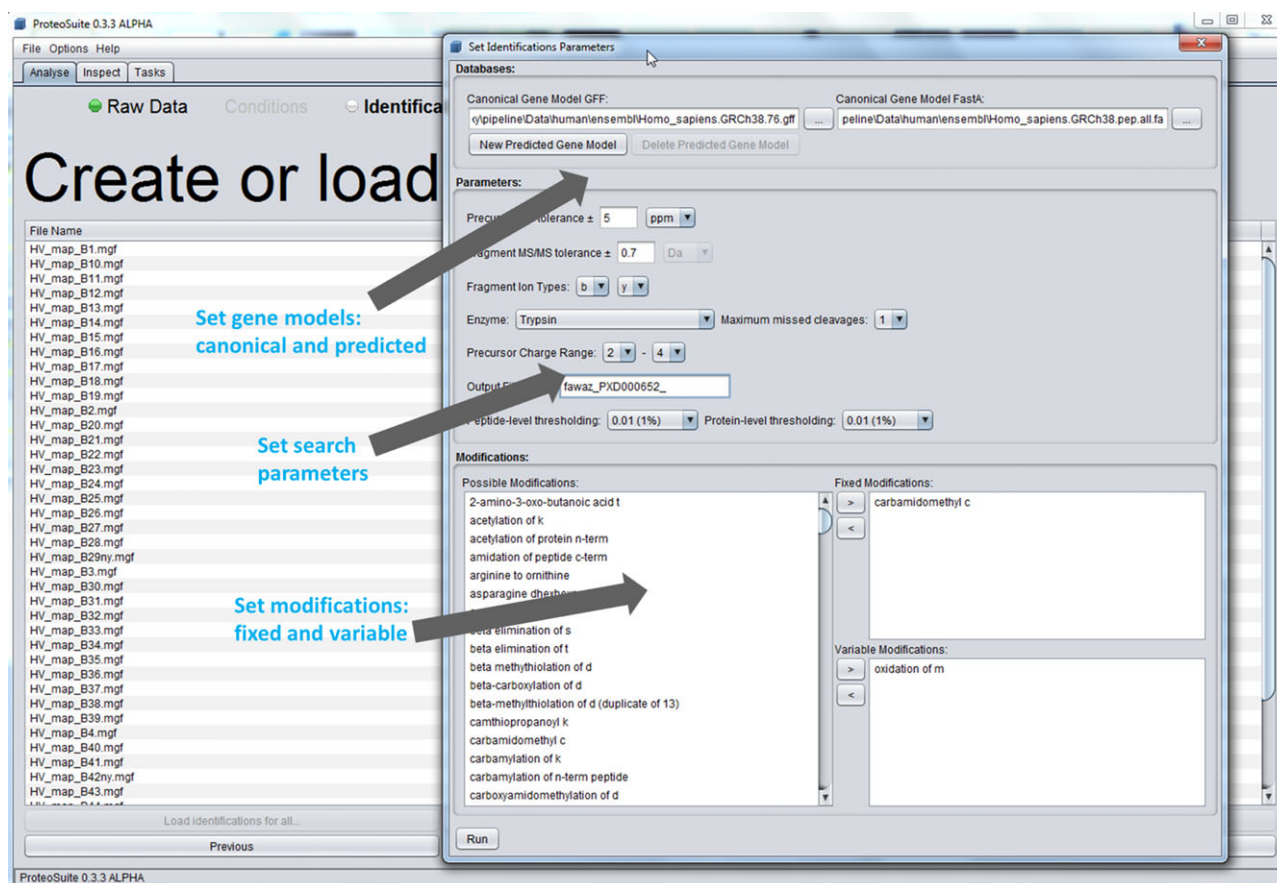 ProteoSuite 0.3.3 ALPHA
File Options Help
Analyse Inspect Tasks
Raw Data Conditions Identifica
Create or load
File Name
HV_map_B1.mgf
HV_map_B10.mgf
HV_map_B11.mgf
HV_map_B12.mgf
HV_map_B13.mgf
HV_map_B14.mgf
HV_map_B15.mgf
HV_map_B16.mgf
HV_map_B17.mgf
HV_map_B18.mgf
HV_map_B19.mgf
HV_map_B2.mgf
HV_map_B20.mgf
HV_map_B21.mgf
HV_map_B22.mgf
HV_map_B23.mgf
HV_map_B24.mgf
HV_map_B25.mgf
HV_map_B26.mgf
HV_map_B27.mgf
HV_map_B28.mgf
HV_map_B29ny.mgf
HV_map_B3.mgf
HV_map_B30.mgf
HV_map_B31.mgf
HV_map_B32.mgf
HV_map_B33.mgf
HV_map_B34.mgf
HV_map_B35.mgf
HV_map_B36.mgf
HV_map_B37.mgf
HV_map_B38.mgf
HV_map_B39.mgf
HV_map_B4.mgf
HV_map_B40.mgf
HV_map_B41.mgf
HV_map_B42ny.mgf
HV_map_B43.mgf
Load identifications for all...
Previous
ProteoSuite 0.3.3 ALPHA
Set gene models:
canonical and predicted
Set search
parameters
Set modifications:
fixed and variable
Set Identifications Parameters
Databases:
Canonical Gene Model GFF: Canonical Gene Model FastA:
y\pipeline\Data\human\ensembl\Homo_sapiens.GRCh38.76.gff ... peline\Data\human\ensembl\Homo_sapiens.GRCh38.pep.all.fa ...
New Predicted Gene Model Delete Predicted Gene Model
Parameters:
tolerance ± 5 ppm
ragment MS/MS tolerance ± 0.7 Da
Fragment Ion Types: b y
Enzyme: Trypsin Maximum missed cleavages: 1
Precursor Charge Range: 2 - 4
Output fawaz_PXD000652_
Peptide-level thresholding: 0.01 (1%) Protein-level thresholding: 0.01 (1%)
Modifications:
Possible Modifications: Fixed Modifications:
2-amino-3-oxo-butanoic acid t
acetylation of k
acetylation of protein n-term
amidation of peptide c-term
arginine to ornithine
asparagine
beta elimination of s
beta elimination of t
beta methythiolation of d
beta-carboxylation of d
beta-methylthiolation of d (duplicate of 13)
camthiopropanoyl k
carbamidomethyl c
carbamylation of k
carbamylation of n-term peptide
carboxyamidomethylation of d
>
<
carbamidomethyl c
Variable Modifications:
>
<
oxidation of m
Run